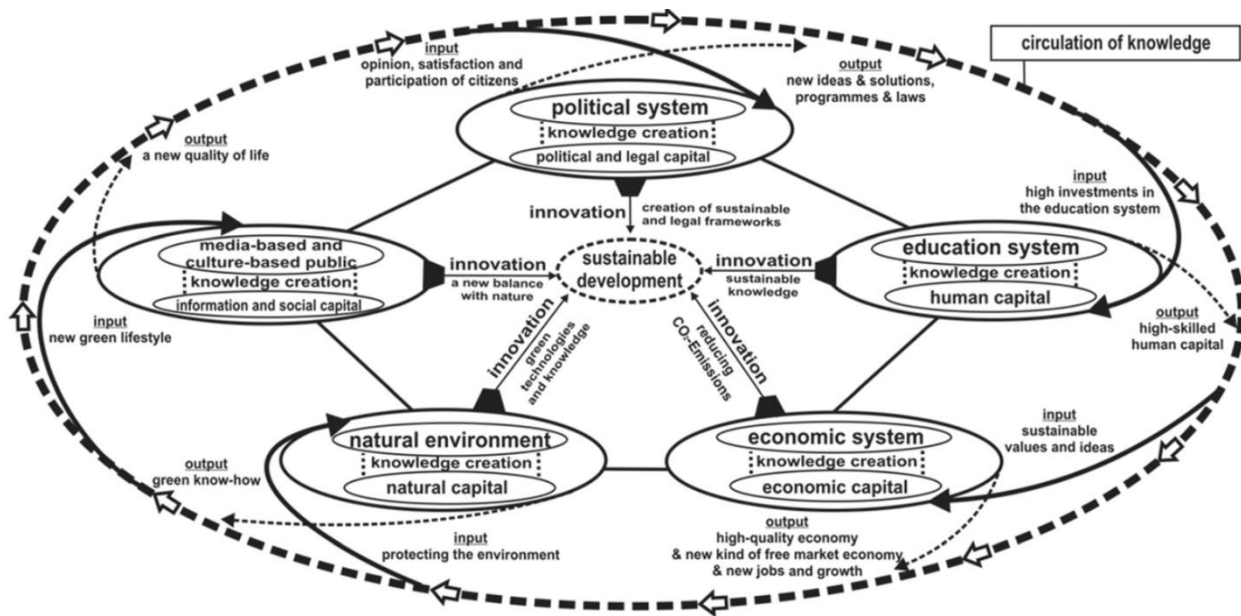 circulation of knowledge
input
opinion, satisfaction and
participation of citizens
output
new ideas & solutions,
programmes & laws
political system
knowledge creation
political and legal capital
output
a new quality of life
input
high investments in
the education system
innovation
creation of sustainable
and legal frameworks
media-based and
culture-based public
knowledge creation
information and social capital
innovation
a new balance
with nature
sustainable
development
innovation
sustainable
knowledge
education system
knowledge creation
human capital
input
new green lifestyle
output
high-skilled
human capital
innovation
green
technologies
and knowledge
innovation
reducing
CO₂-Emissions
natural environment
knowledge creation
natural capital
economic system
knowledge creation
economic capital
input
sustainable
values and ideas
output
green know-how
input
protecting the environment
output
high-quality economy
& new kind of free market economy
& new jobs and growth